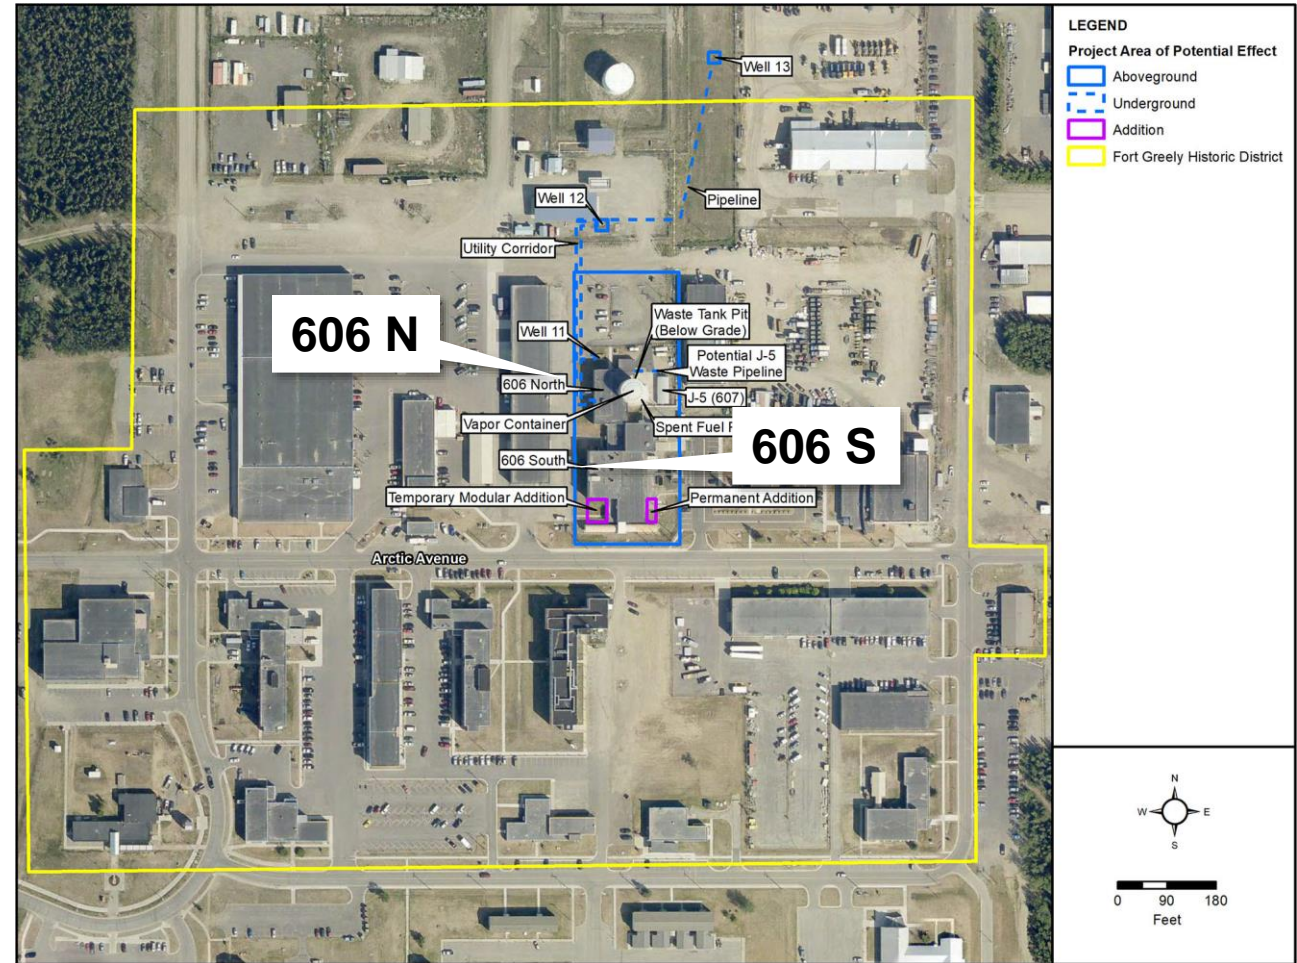 LEGEND
Project Area of Potential Effect
Aboveground
Underground
Addition
Fort Greely Historic District
Well 13
Well 12
Pipeline
Utility Corridor
606 N
Waste Tank Pit
(Below Grade)
Well 11
Potential J-5
Waste Pipeline
606 North
J-5 (607)
Vapor Container
Spent Fuel
606 S
606 South
Temporary Modular Addition
Permanent Addition
Arctic Avenue
N
W
E
S
0 90 180
Feet